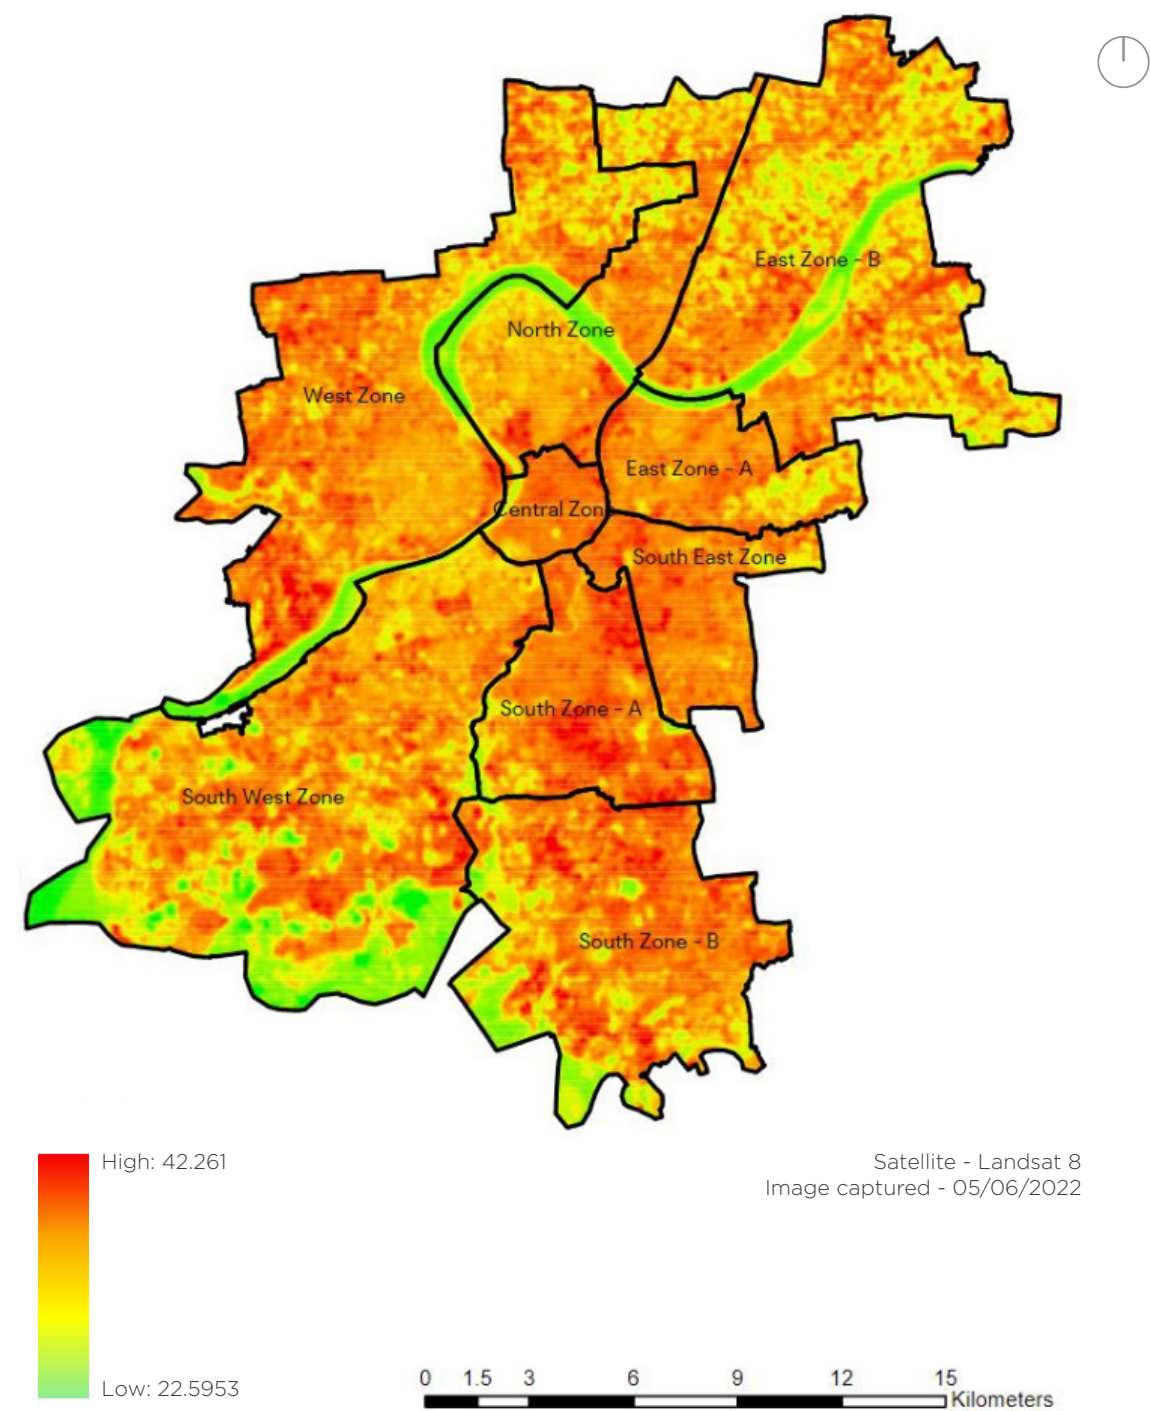 East Zone - B
North Zone
West Zone
East Zone - A
Central Zon
South East Zone
South Zone - A
South West Zone
South Zone - B
High: 42.261
Low: 22.5953
Satellite - Landsat 8
Image captured - 05/06/2022
0 1.5 3 6 9 12 15
Kilometers